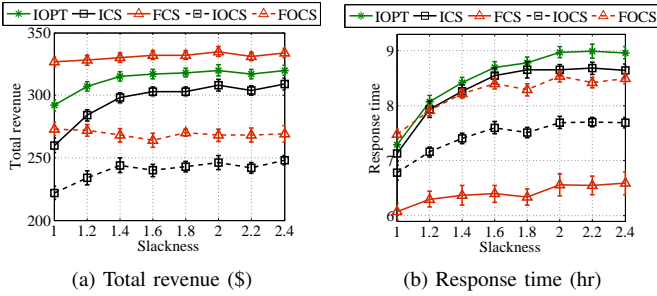 IOPT ICS FCS IOCS FOCS
350
300
250
200
Total revenue
1 1.2 1.4 1.6 1.8 2 2.2 2.4
Slackness
(a) Total revenue ($)
IOPT ICS FCS IOCS FOCS
9
8
7
6
Response time
1 1.2 1.4 1.6 1.8 2 2.2 2.4
Slackness
(b) Response time (hr)